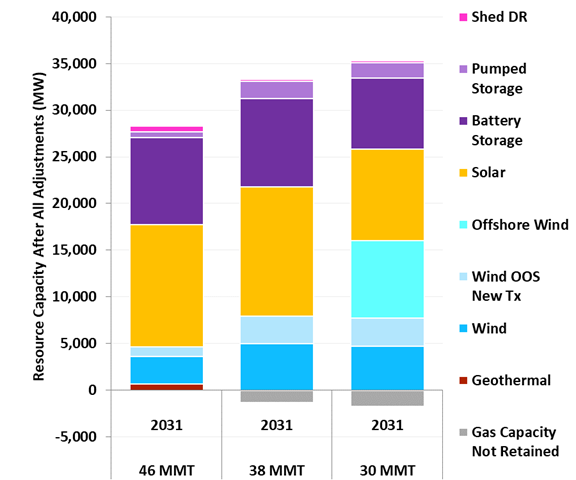 Resource Capacity After All Adjustments (MW)
40,000
35,000
30,000
25,000
20,000
15,000
10,000
5,000
0
-5,000
2031
2031
2031
46 MMT
38 MMT
30 MMT
Shed DR
Pumped
Storage
Battery
Storage
Solar
Offshore Wind
Wind OOS
New Tx
Wind
Geothermal
Gas Capacity
Not Retained